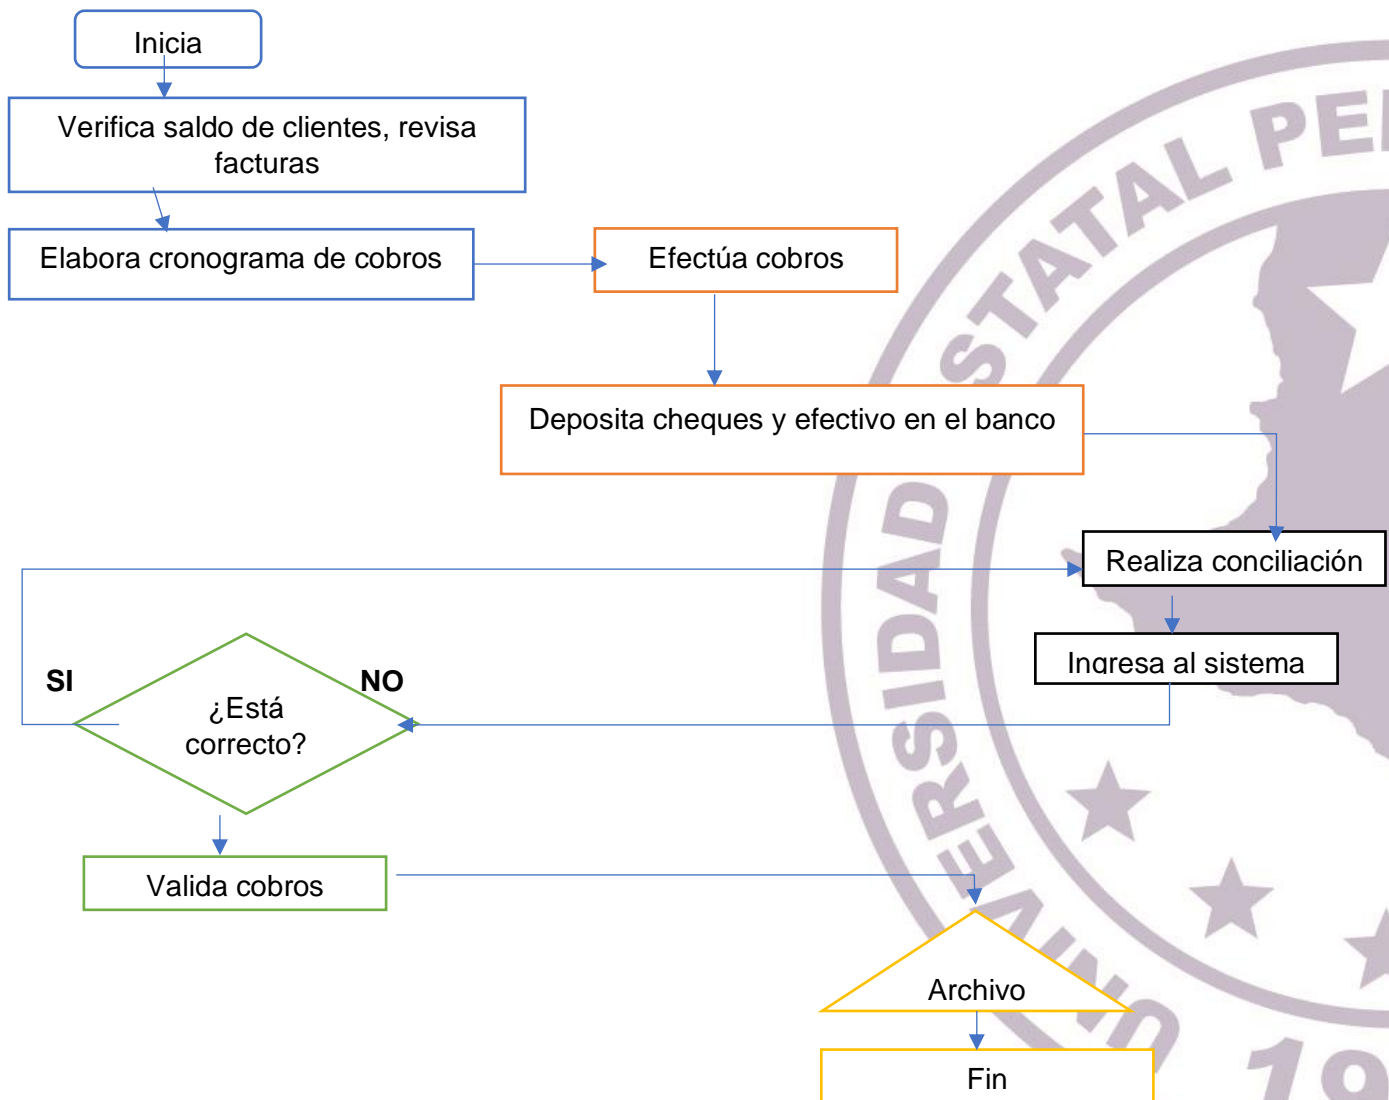 Inicia
Verifica saldo de clientes, revisa
facturas
Elabora cronograma de cobros
Efectúa cobros
Deposita cheques y efectivo en el banco
Realiza conciliación
Ingresa al sistema
SI
NO
¿Está
correcto?
Valida cobros
Archivo
Fin
UNIVERSIDAD
STATAL PE
19